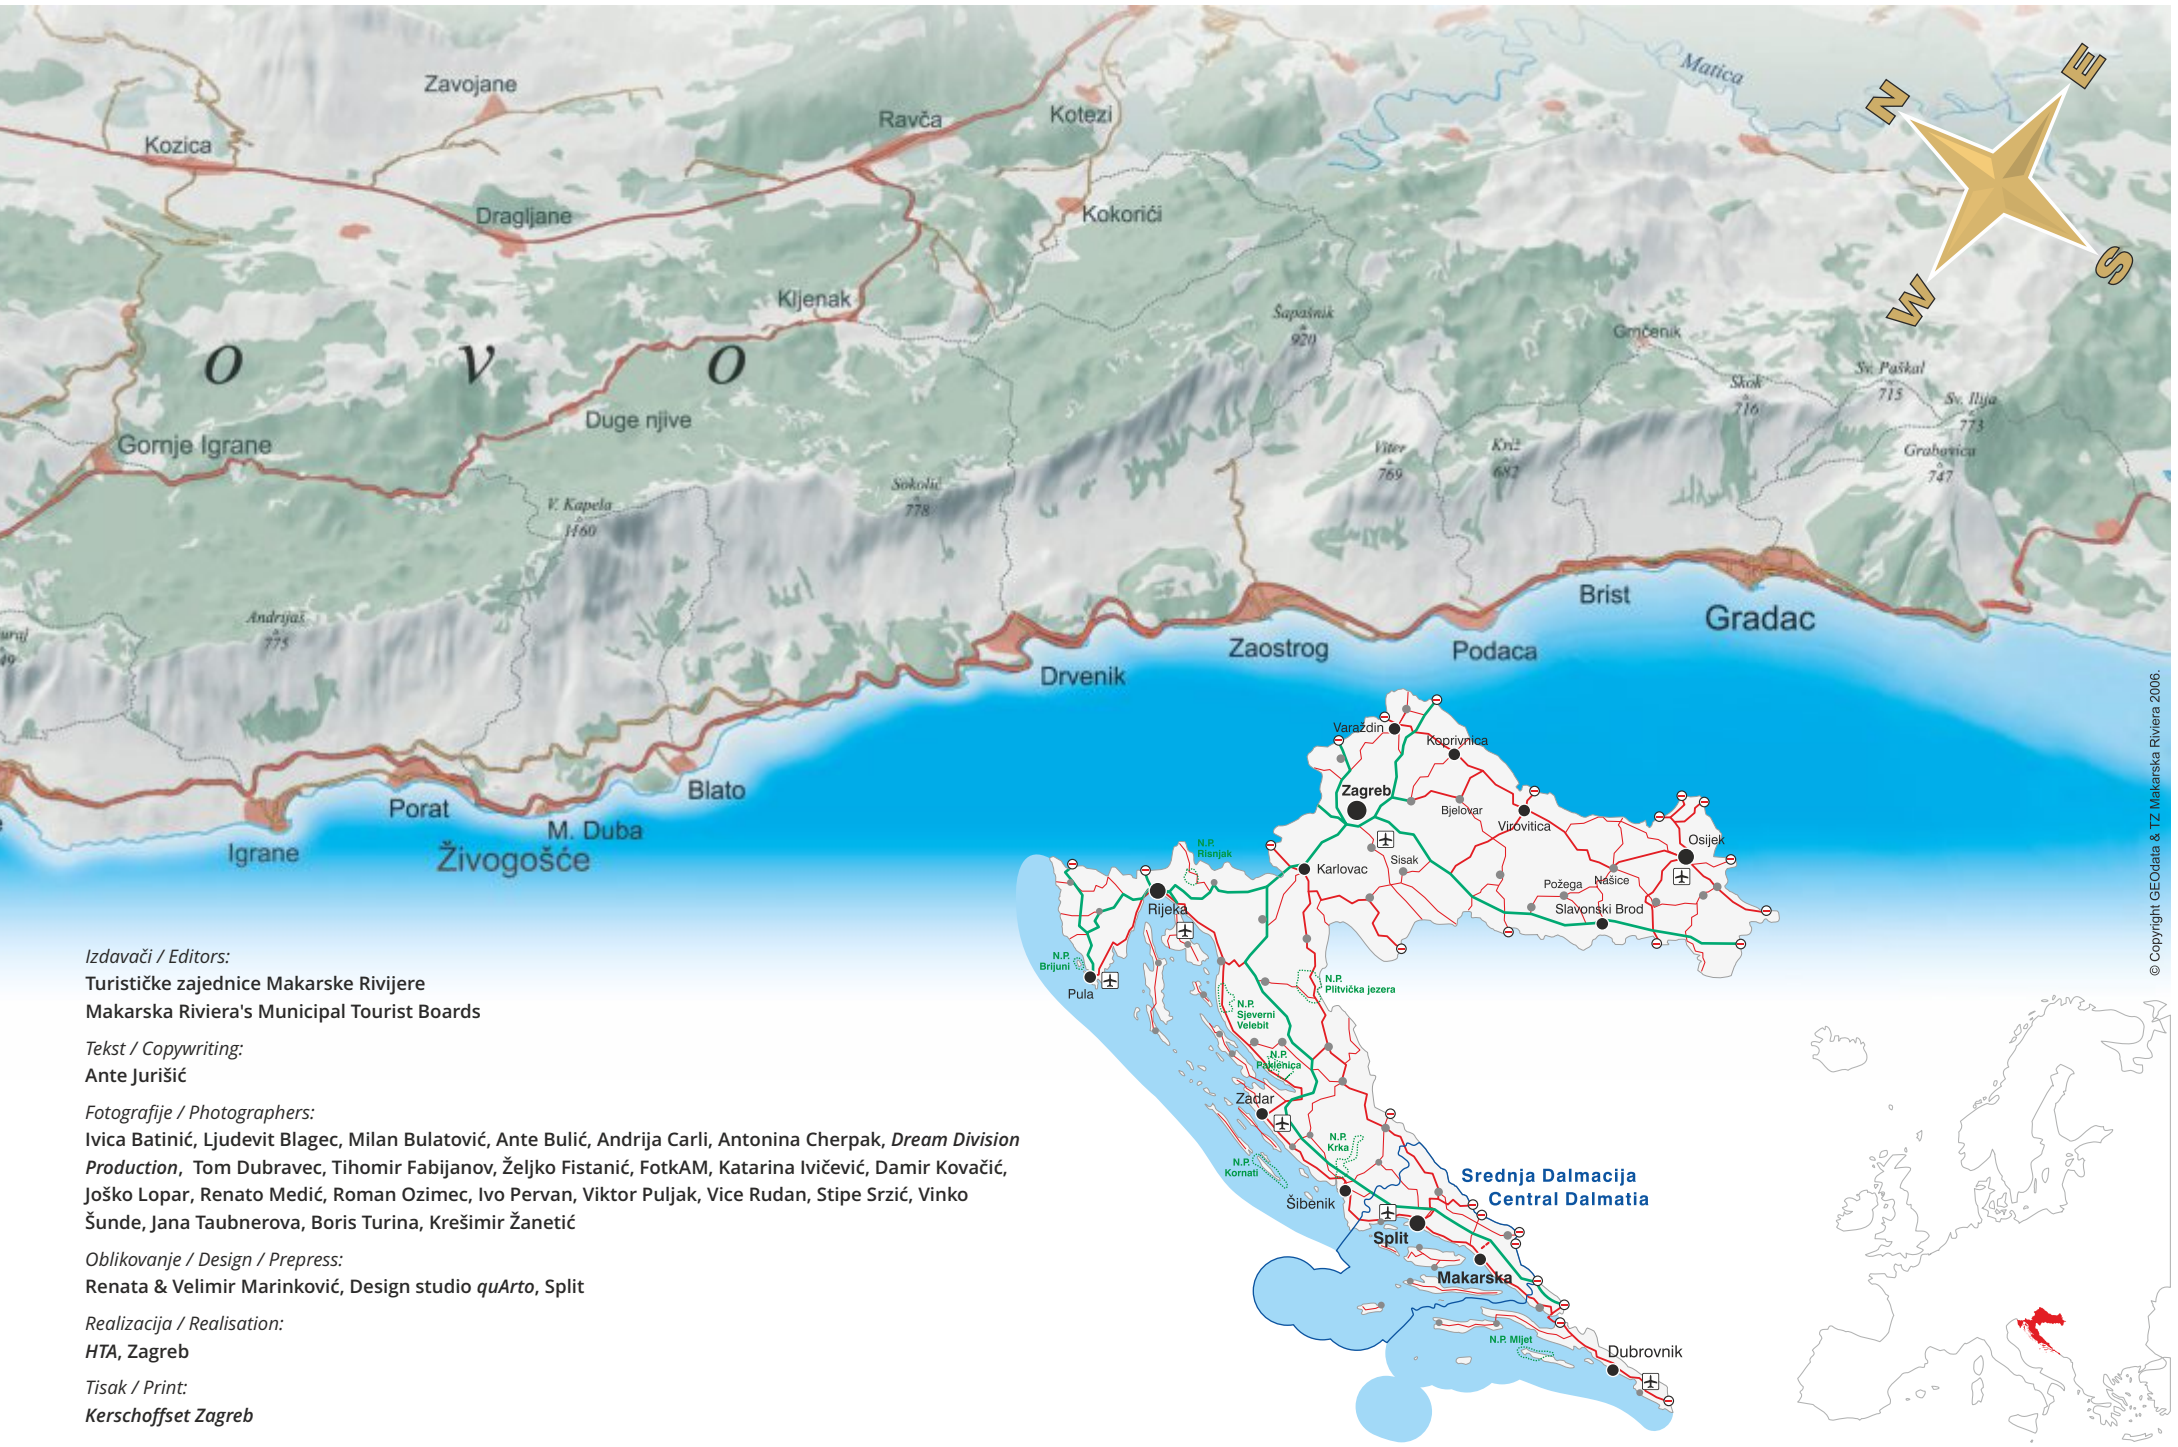 Matica
N
E
S
W
Zavojane
Kozica
Ravča
Kotezi
Dragljane
Kokorići
Kljenak
Šapašnik
920
Grnčenik
o v o
Duge njive
Gornje Igrane
Skok
716
Sv. Paškal
715
Sv. Ilija
773
Viter
769
Križ
682
Grabovica
747
V. Kapela
1160
Sokolić
778
Andrijaš
775
uraj
49
Brist
Gradac
Zaostrog
Podaca
Drvenik
Blato
Porat
M. Duba
Živogošće
Igrane
e
© Copyright GEOdata & TZ Makarska Riviera 2006.
Varaždin
Koprivnica
Zagreb
Bjelovar
Virovitica
Osijek
N.P.
Risnjak
Karlovac
Sisak
Požega
Našice
Slavonski Brod
Rijeka
N.P.
Brijuni
Pula
N.P.
Plitvička jezera
N.P.
Sjeverni
Velebit
N.P.
Paklenica
Zadar
N.P.
Krka
N.P.
Kornati
Šibenik
Srednja Dalmacija
Central Dalmatia
Split
Makarska
N.P. Mljet
Dubrovnik
Izdavači / Editors:
Turističke zajednice Makarske Rivijere
Makarska Riviera's Municipal Tourist Boards
Tekst / Copywriting:
Ante Jurišić
Fotografije / Photographers:
Ivica Batinić, Ljudevit Blagec, Milan Bulatović, Ante Bulić, Andrija Carli, Antonina Cherpak, Dream Division
Production, Tom Dubravec, Tihomir Fabijanov, Željko Fistanić, FotkAM, Katarina Ivičević, Damir Kovačić,
Joško Lopar, Renato Medić, Roman Ozimec, Ivo Pervan, Viktor Puljak, Vice Rudan, Stipe Srzić, Vinko
Šunde, Jana Taubnerova, Boris Turina, Krešimir Žanetić
Oblikovanje / Design / Prepress:
Renata & Velimir Marinković, Design studio quArto, Split
Realizacija / Realisation:
HTA, Zagreb
Tisak / Print:
Kerschoffset Zagreb